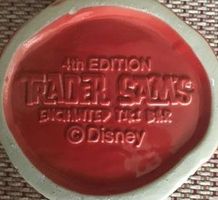 4th EDITION
TRADER SAM'S
ENCHANTED TIKI BAR
© Disney